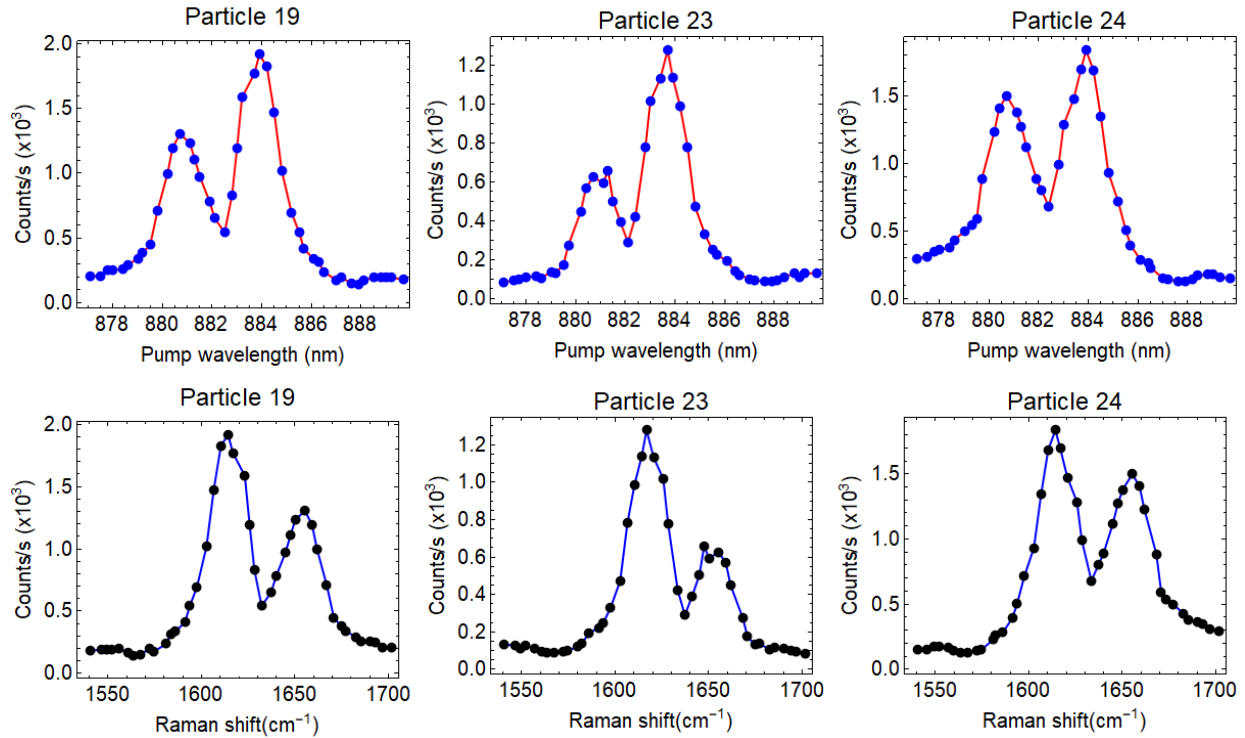 Particle 19
Particle 23
Particle 24
Counts/s (x10³)
2.0
1.5
1.0
0.5
0.0
878 880 882 884 886 888
Pump wavelength (nm)
Counts/s (x10³)
1.2
1.0
0.8
0.6
0.4
0.2
0.0
878 880 882 884 886 888
Pump wavelength (nm)
Counts/s (x10³)
1.5
1.0
0.5
0.0
878 880 882 884 886 888
Pump wavelength (nm)
Particle 19
Particle 23
Particle 24
Counts/s (x10³)
2.0
1.5
1.0
0.5
0.0
1550 1600 1650 1700
Raman shift(cm⁻¹)
Counts/s (x10³)
1.2
1.0
0.8
0.6
0.4
0.2
0.0
1550 1600 1650 1700
Raman shift(cm⁻¹)
Counts/s (x10³)
1.5
1.0
0.5
0.0
1550 1600 1650 1700
Raman shift(cm⁻¹)